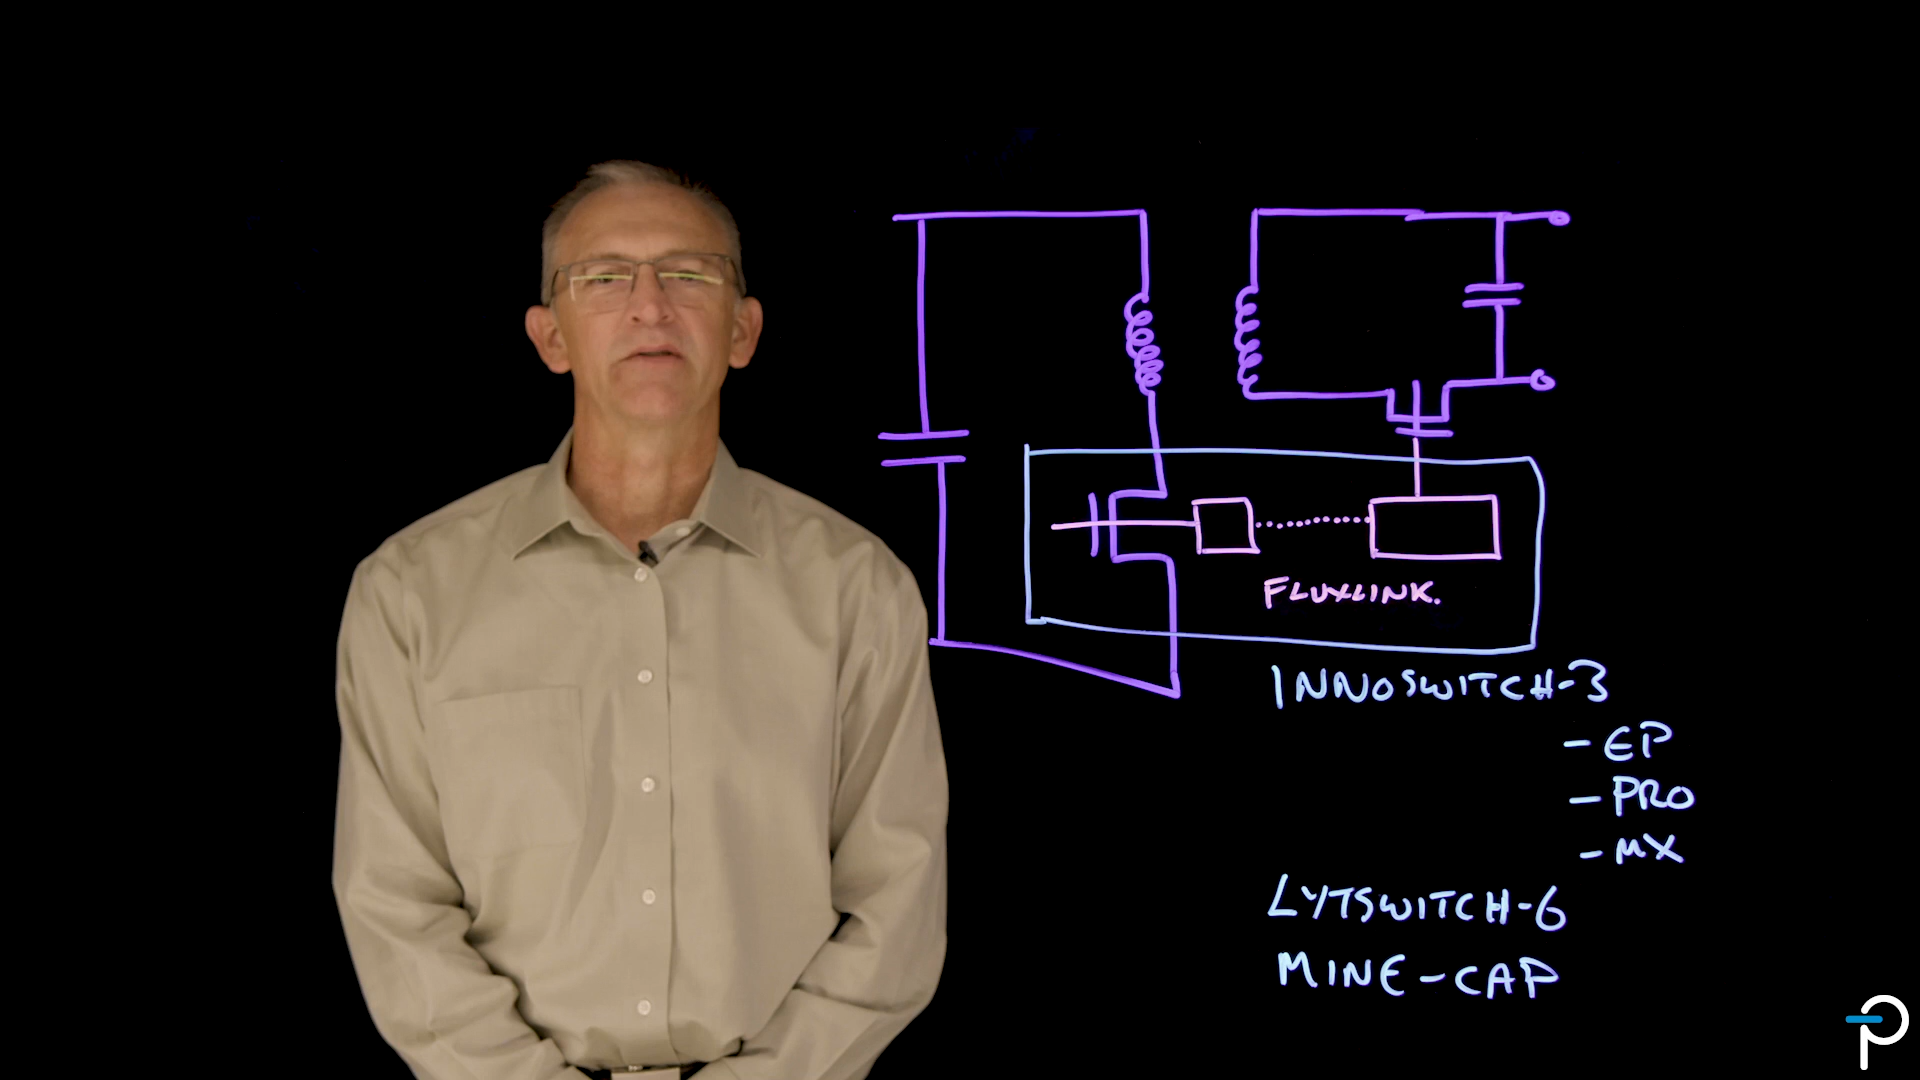 FLUXLINK.
INNOSWITCH-3
- EP
- PRO
- MX
LYTSWITCH-6
MINE-CAP